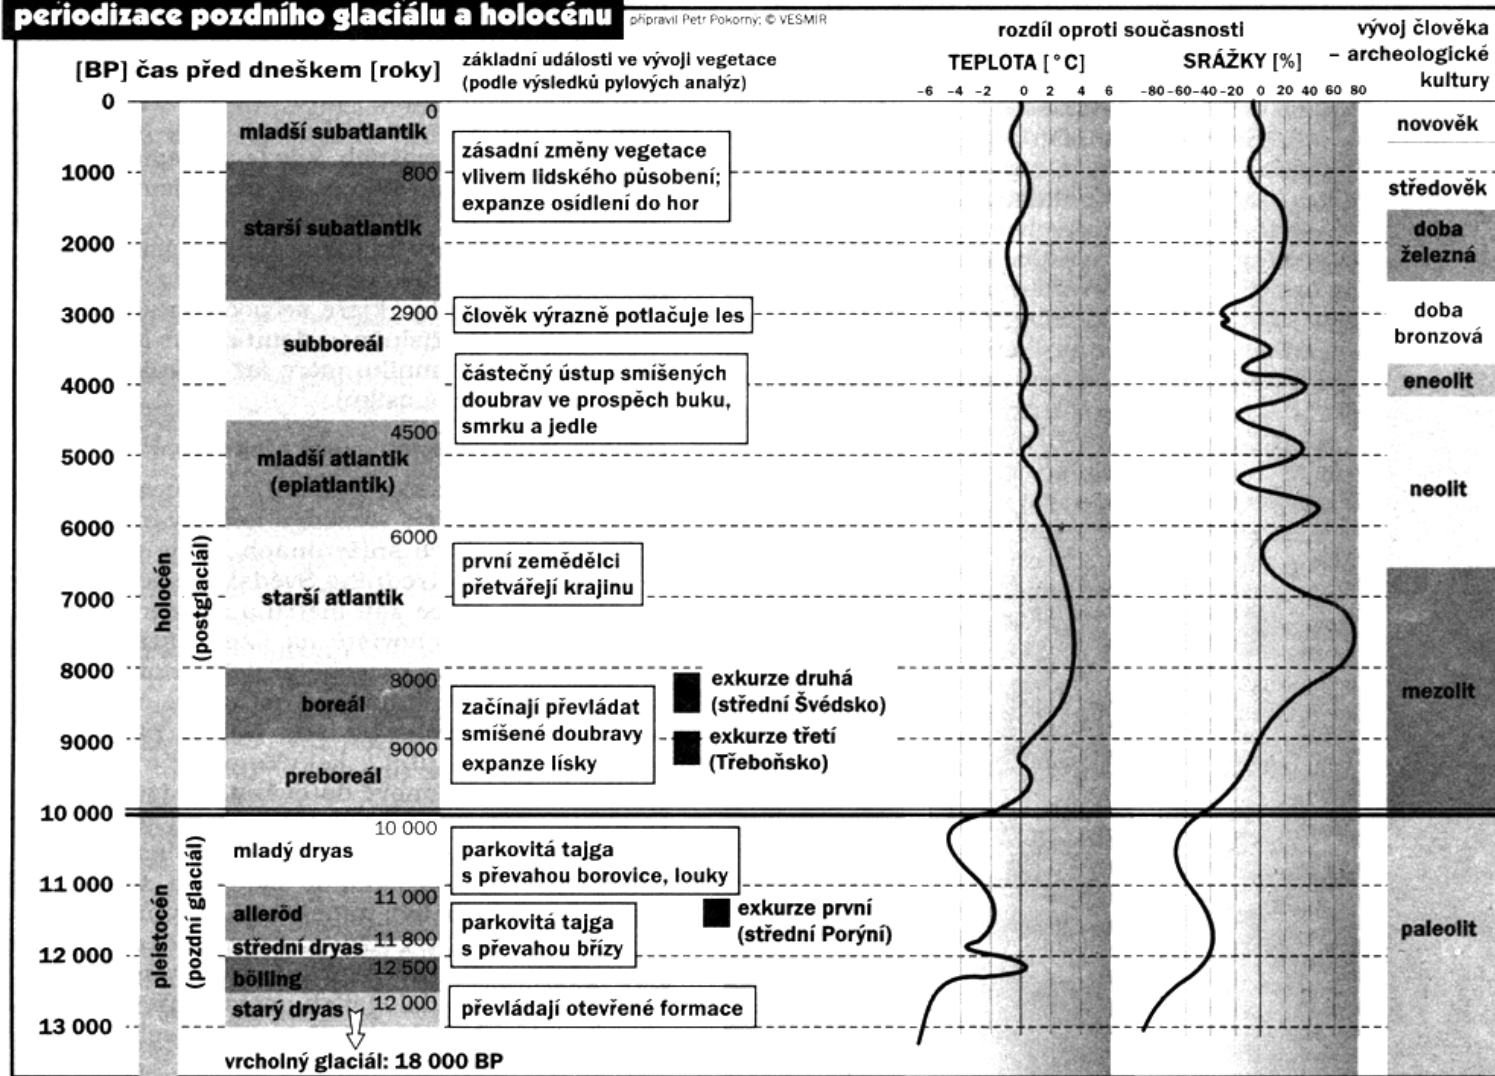 periodizace pozdního glaciálu a holocénu
připravil Petr Pokorný; © VESMÍR
rozdíl oproti současnosti
vývoj člověka
– archeologické
kultury
[BP] čas před dneškem [roky]
základní události ve vývoji vegetace
(podle výsledků pylových analýz)
TEPLOTA [°C]
SRÁŽKY [%]
-6 -4 -2 0 2 4 6
-80 -60 -40 -20 0 20 40 60 80
0
1000
2000
3000
4000
5000
6000
7000
8000
9000
10 000
11 000
12 000
13 000
holocén
(postglaciál)
pleistocén
(pozdní glaciál)
0
mladší subatlantik
800
starší subatlantik
2900
subboreál
4500
mladší atlantik
(epiatlantik)
6000
starší atlantik
8000
boreál
9000
preboreál
10 000
mladý dryas
11 000
alleröd
11 800
střední dryas
12 500
bölling
12 000
starý dryas
vrcholný glaciál: 18 000 BP
zásadní změny vegetace
vlivem lidského působení;
expanze osídlení do hor
člověk výrazně potlačuje les
částečný ústup smíšených
doubrav ve prospěch buku,
smrku a jedle
první zemědělci
přetvářejí krajinu
začínají převládat
smíšené doubravy
expanze lísky
exkurze druhá
(střední Švédsko)
exkurze třetí
(Třeboňsko)
parkovitá tajga
s převahou borovice, louky
parkovitá tajga
s převahou břízy
exkurze první
(střední Porýní)
převládají otevřené formace
novověk
středověk
doba
železná
doba
bronzová
eneolit
neolit
mezolit
paleolit